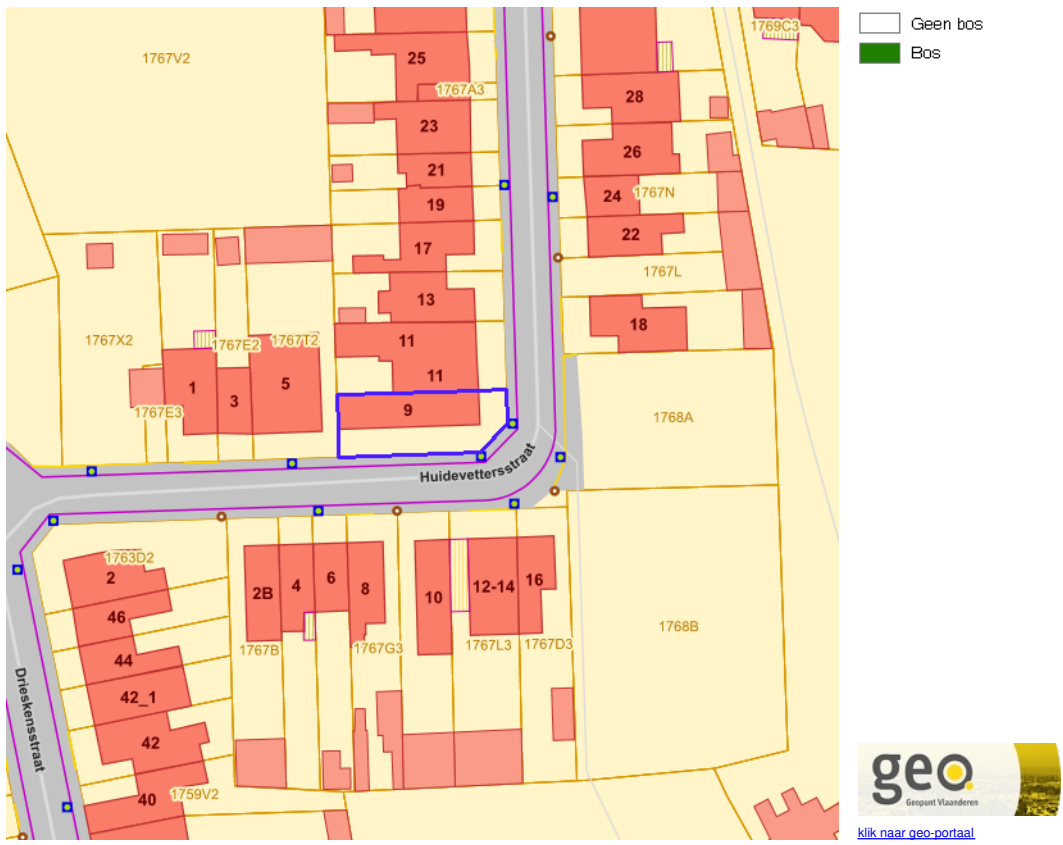 1769C3
1767V2
25
1767A3
28
23
26
21
24
1767N
19
22
17
1767L
13
18
11
1767X2
1767E2
1767T2
11
1
3
5
9
1767E3
1768A
Huidevettersstraat
1763D2
2
46
44
42_1
42
40
1759V2
Drieskensstraat
2B
4
6
8
10
12-14
16
1767B
1767G3
1767L3
1767D3
1768B
Geen bos
Bos
geo
Geopunt Vlaanderen
klik naar geo-portaal